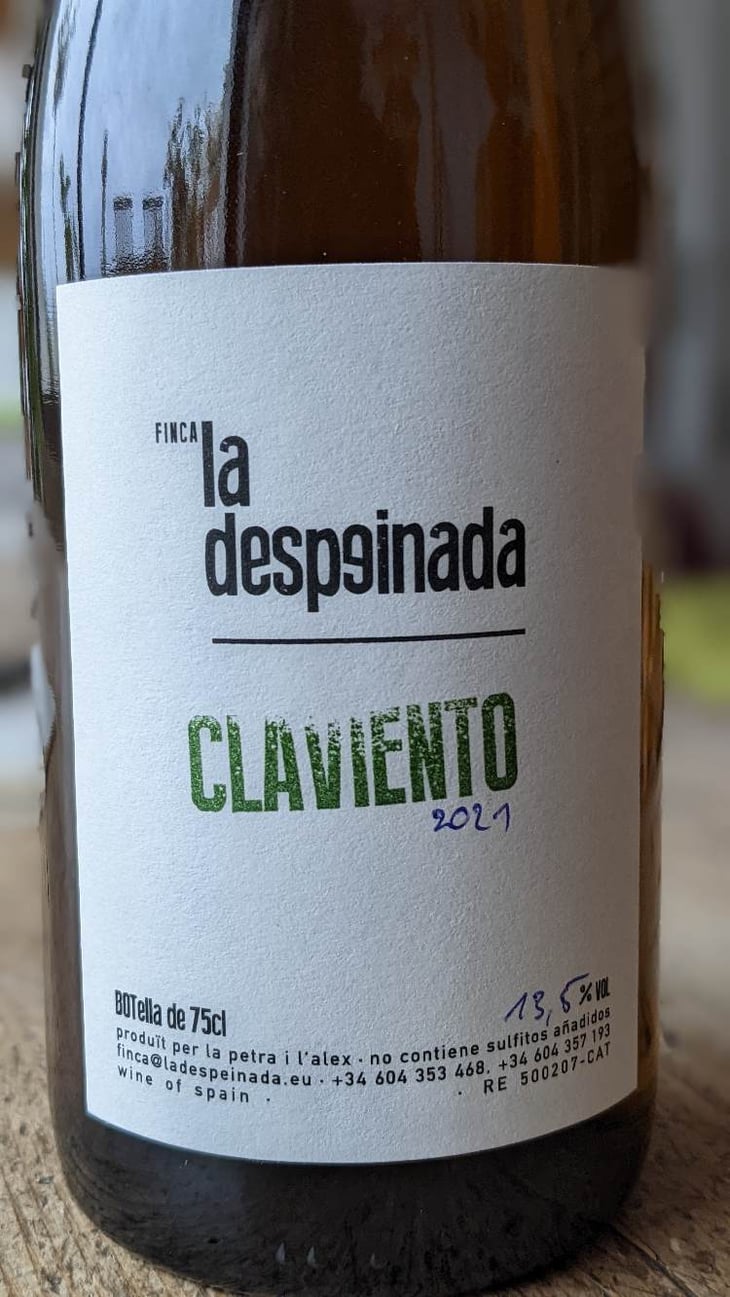 FINCA la
despeinada
CLAVIENTO
2021
13,5 % VOL
BOTella de 75cl
produït per la petra i l'alex · no contiene sulfitos añadidos
finca@ladespeinada.eu · +34 604 353 468, +34 604 357 193
wine of spain · · RE 500207-CAT